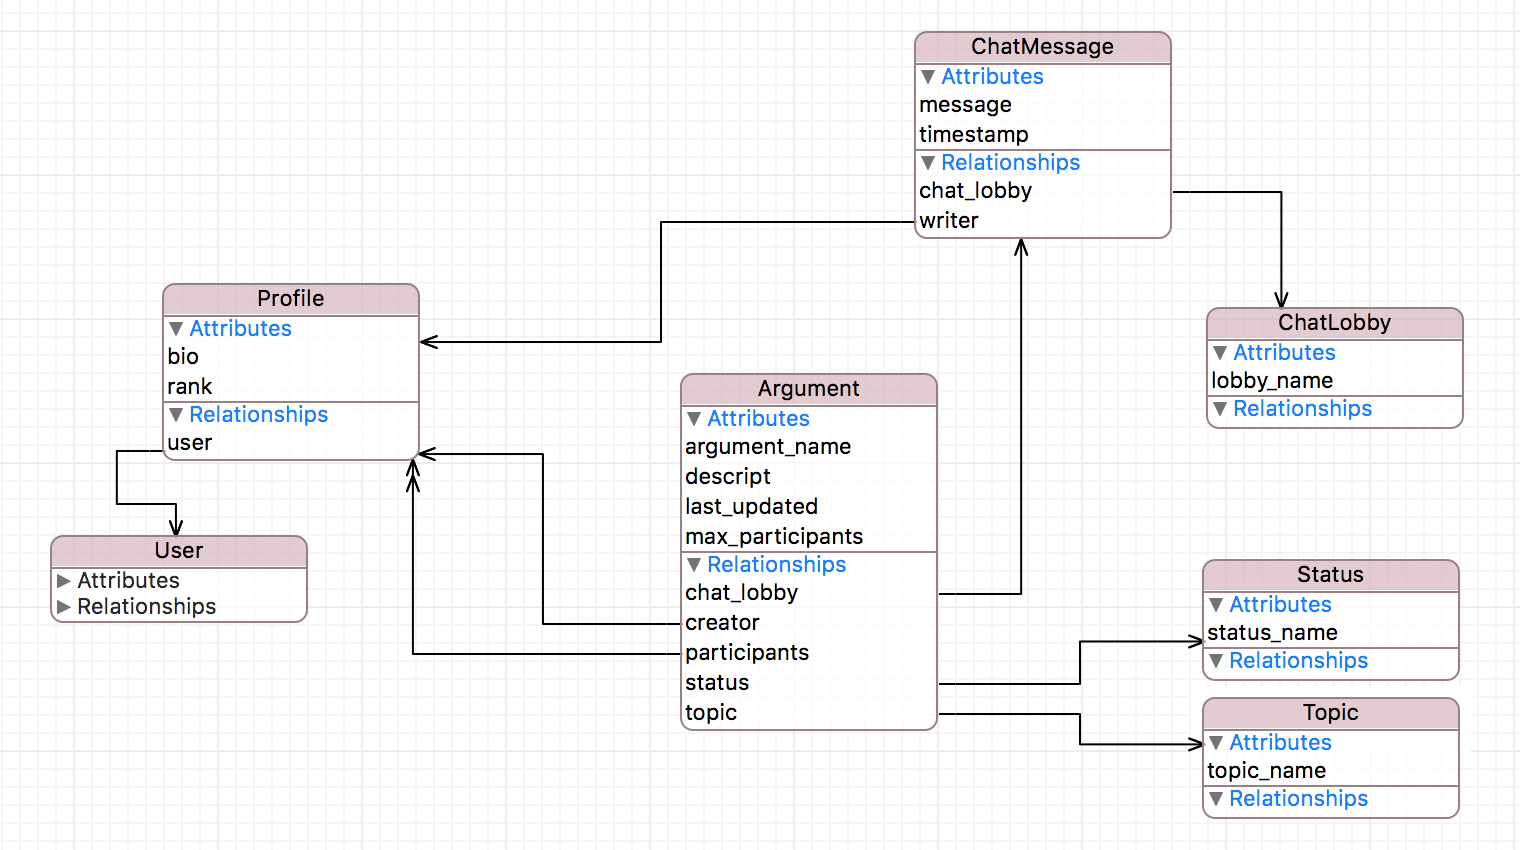 ChatMessage
Attributes
message
timestamp
Relationships
chat_lobby
writer
Profile
Attributes
bio
rank
Relationships
user
ChatLobby
Attributes
lobby_name
Relationships
Argument
Attributes
argument_name
descript
last_updated
max_participants
Relationships
chat_lobby
creator
participants
status
topic
User
Attributes
Relationships
Status
Attributes
status_name
Relationships
Topic
Attributes
topic_name
Relationships